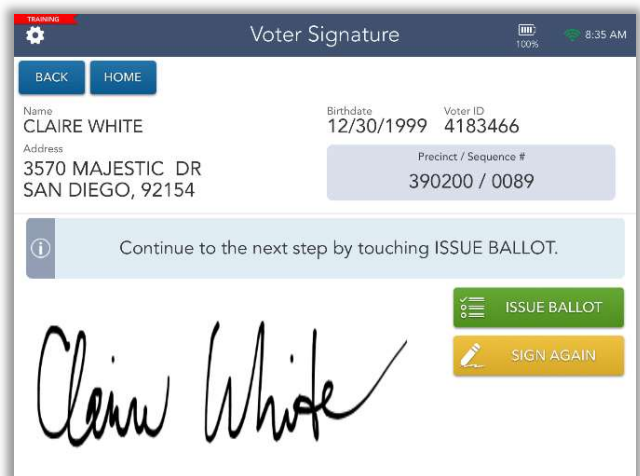 TRAINING
Voter Signature
100%
8:35 AM
BACK HOME
Name
CLAIRE WHITE
Birthdate
12/30/1999
Voter ID
4183466
Address
3570 MAJESTIC DR
SAN DIEGO, 92154
Precinct / Sequence #
390200 / 0089
Continue to the next step by touching ISSUE BALLOT.
ISSUE BALLOT
SIGN AGAIN
Claire White